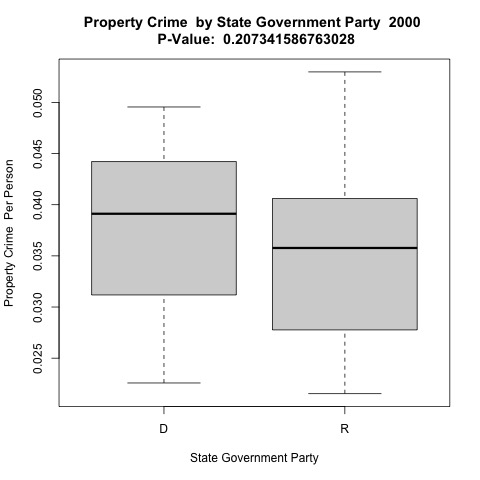 Property Crime  by State Government Party  2000
P-Value:  0.207341586763028
Property Crime  Per Person
0.050
0.045
0.040
0.035
0.030
0.025
D R
State Government Party